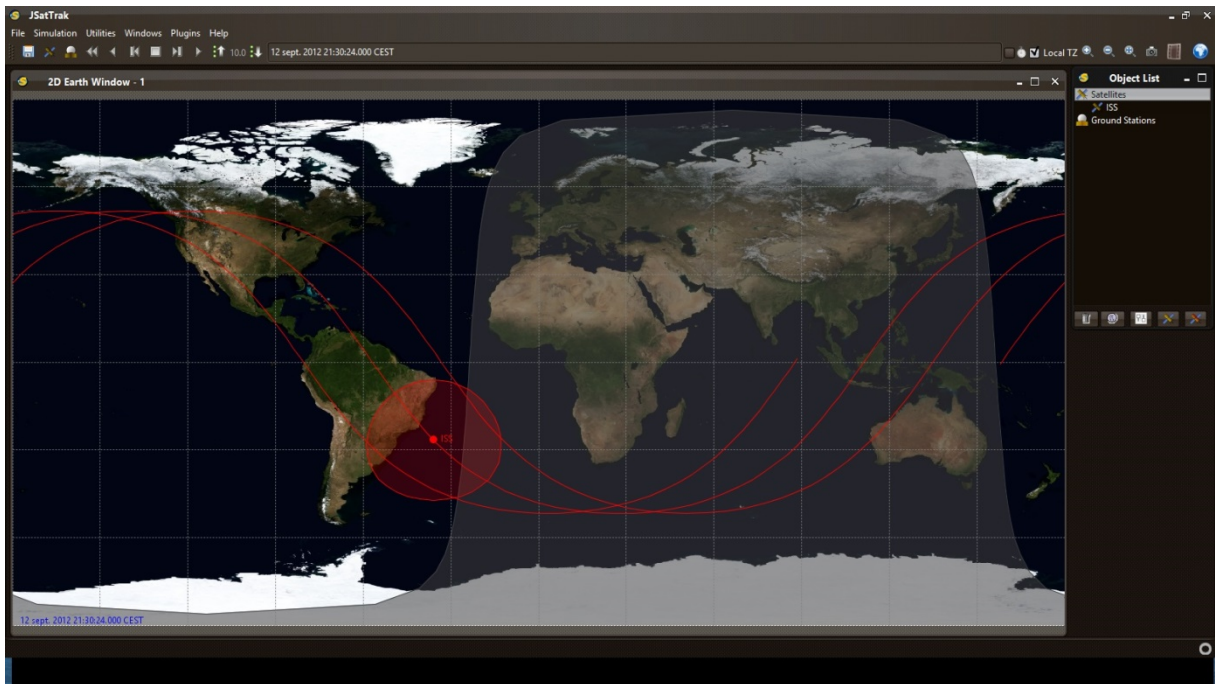 JSatTrak
File Simulation Utilities Windows Plugins Help
10.0 12 sept. 2012 21:30:24.000 CEST Local TZ
2D Earth Window - 1
Object List
Satellites
ISS
Ground Stations
ISS
12 sept. 2012 21:30:24.000 CEST